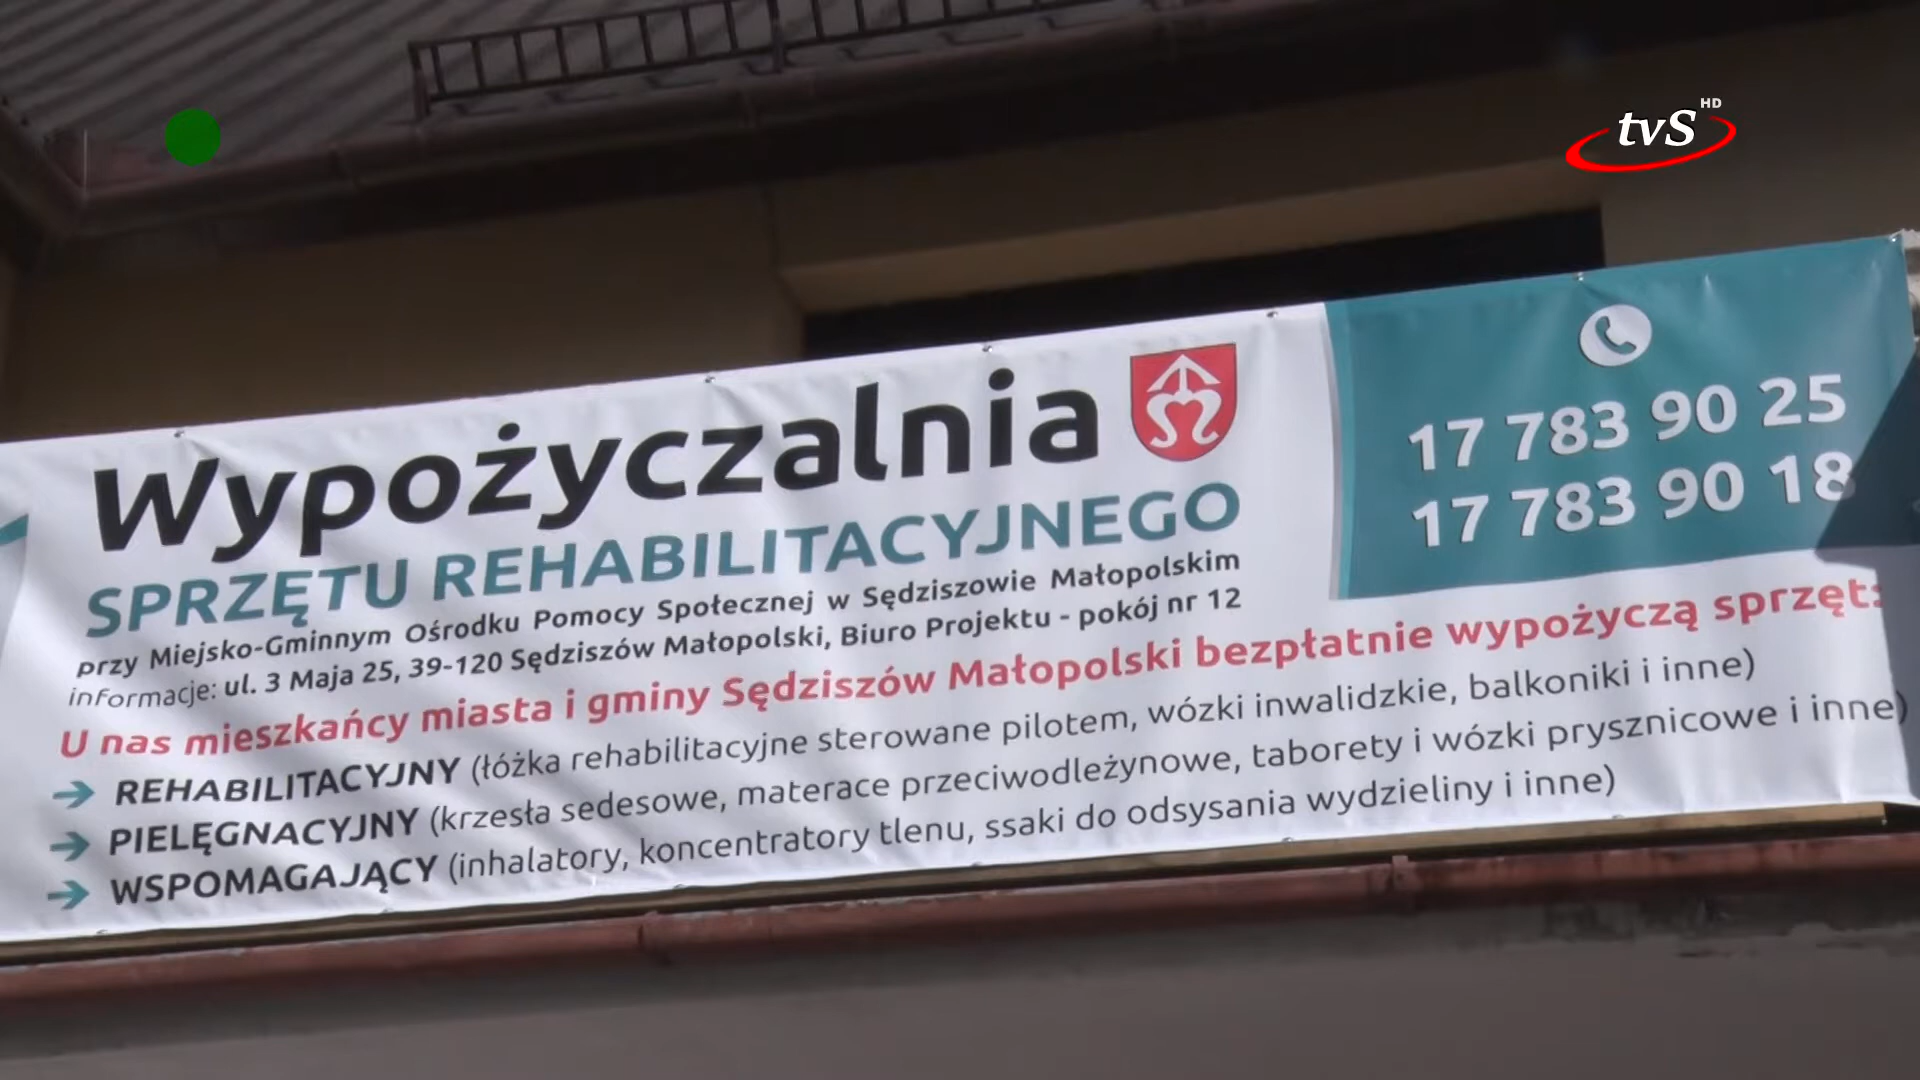 tvS HD
Wypożyczalnia
SPRZĘTU REHABILITACYJNEGO
przy Miejsko-Gminnym Ośrodku Pomocy Społecznej w Sędziszowie Małopolskim
informacje: ul. 3 Maja 25, 39-120 Sędziszów Małopolski, Biuro Projektu - pokój nr 12
17 783 90 25
17 783 90 18
U nas mieszkańcy miasta i gminy Sędziszów Małopolski bezpłatnie wypożyczą sprzęt:
REHABILITACYJNY (łóżka rehabilitacyjne sterowane pilotem, wózki inwalidzkie, balkoniki i inne)
PIELĘGNACYJNY (krzesła sedesowe, materace przeciwodleżynowe, taborety i wózki prysznicowe i inne)
WSPOMAGAJĄCY (inhalatory, koncentratory tlenu, ssaki do odsysania wydzieliny i inne)